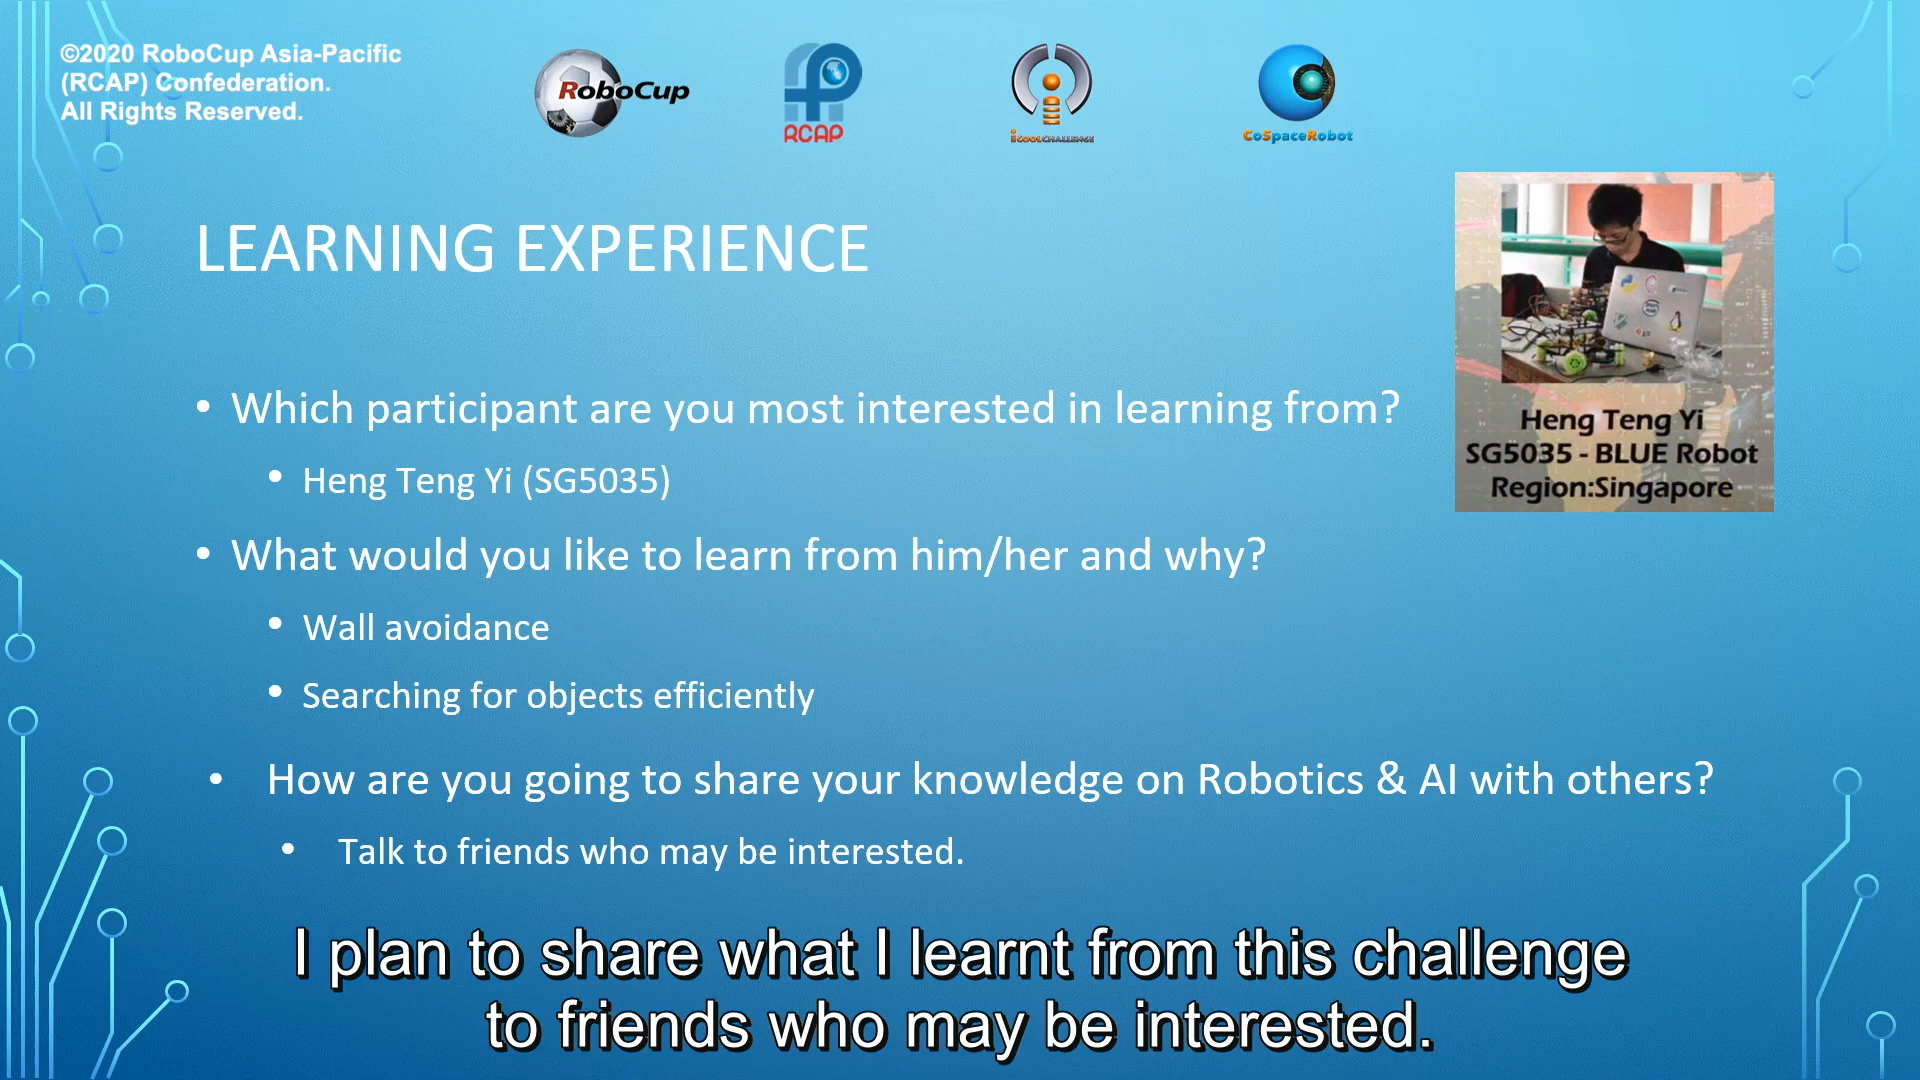 ©2020 RoboCup Asia-Pacific
(RCAP) Confederation.
All Rights Reserved.
RoboCup
RCAP
iCOOLCHALLENGE
CoSpaceRobot
LEARNING EXPERIENCE
• Which participant are you most interested in learning from?
• Heng Teng Yi (SG5035)
Heng Teng Yi
SG5035 - BLUE Robot
Region:Singapore
• What would you like to learn from him/her and why?
• Wall avoidance
• Searching for objects efficiently
• How are you going to share your knowledge on Robotics & AI with others?
• Talk to friends who may be interested.
I plan to share what I learnt from this challenge
to friends who may be interested.